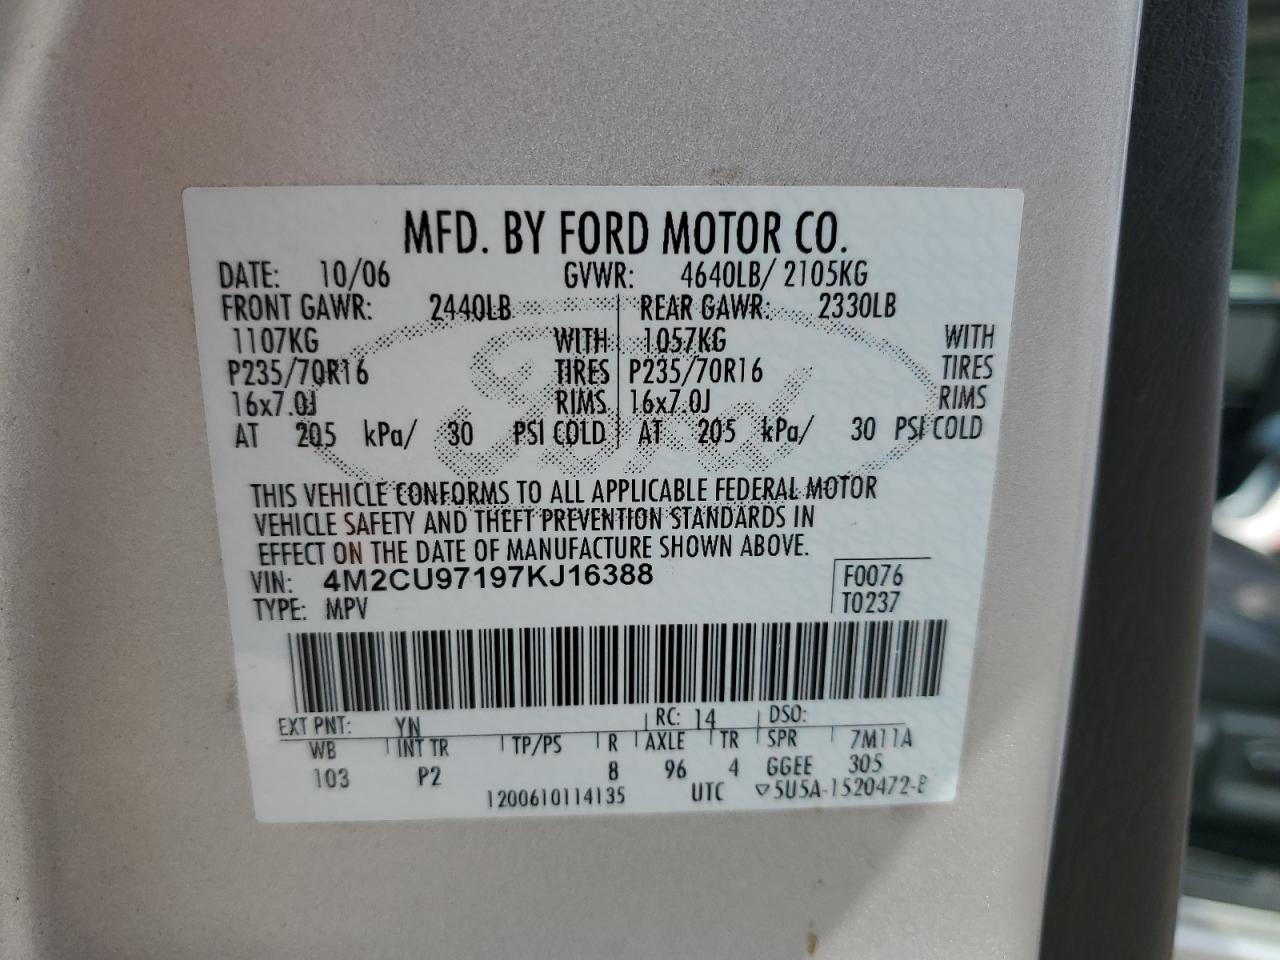 MFD. BY FORD MOTOR CO.
DATE: 10/06 GVWR: 4640LB/ 2105KG
FRONT GAWR: 2440LB REAR GAWR: 2330LB
1107KG WITH 1057KG WITH
P235/70R16 TIRES P235/70R16 TIRES
16x7.0J RIMS 16x7.0J RIMS
AT 205 kPa/ 30 PSI COLD AT 205 kPa/ 30 PSI COLD
Ford
THIS VEHICLE CONFORMS TO ALL APPLICABLE FEDERAL MOTOR
VEHICLE SAFETY AND THEFT PREVENTION STANDARDS IN
EFFECT ON THE DATE OF MANUFACTURE SHOWN ABOVE.
VIN: 4M2CU97197KJ16388 F0076
TYPE: MPV T0237
EXT PNT: YN RC: 14 DSO:
WB INT TR TP/PS R AXLE TR SPR 7M11A
103 P2 8 96 4 GGEE 305
1200610114135 UTC ▽5U5A-1520472-B